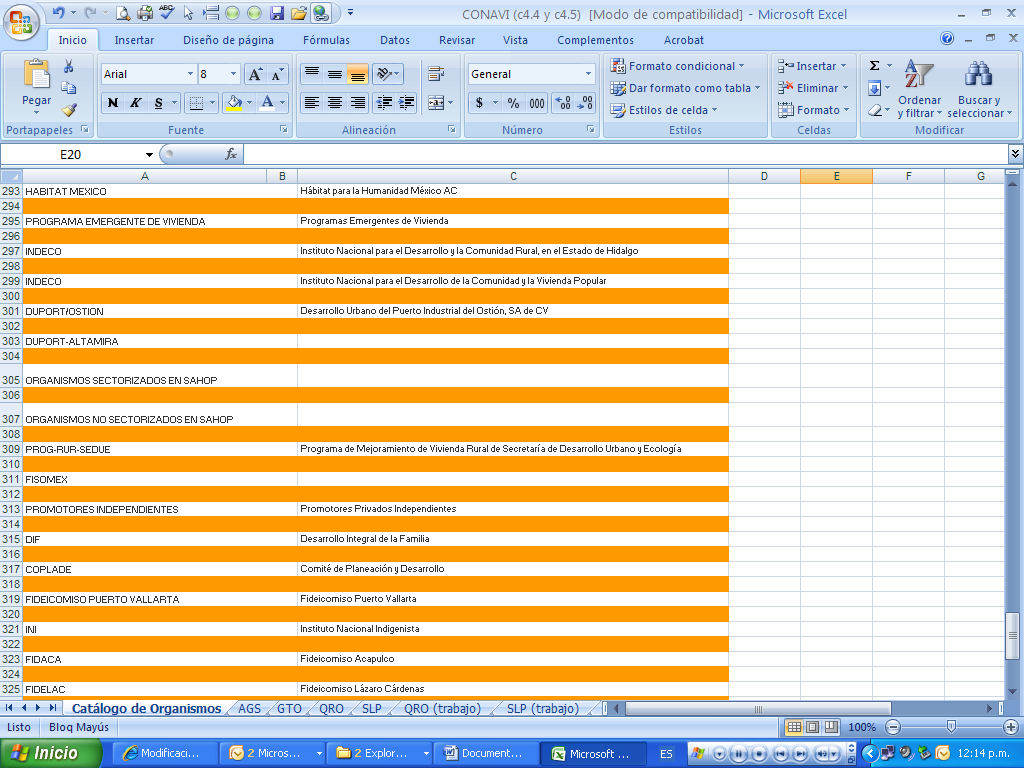 CONAVI (c4.4 y c4.5) [Modo de compatibilidad] - Microsoft Excel
Inicio Insertar Diseño de página Fórmulas Datos Revisar Vista Complementos Acrobat
Pegar
Arial 8
General
N K S
$ % 000
Formato condicional
Dar formato como tabla
Estilos de celda
Insertar
Eliminar
Formato
Ordenar y filtrar
Buscar y seleccionar
Portapapeles Fuente Alineación Número Estilos Celdas Modificar
E20 fx
A B C D E F G
293 HABITAT MEXICO Hábitat para la Humanidad México AC
294
295 PROGRAMA EMERGENTE DE VIVIENDA Programas Emergentes de Vivienda
296
297 INDECO Instituto Nacional para el Desarrollo y la Comunidad Rural, en el Estado de Hidalgo
298
299 INDECO Instituto Nacional para el Desarrollo de la Comunidad y la Vivienda Popular
300
301 DUPORT/OSTION Desarrollo Urbano del Puerto Industrial del Ostión, SA de CV
302
303 DUPORT-ALTAMIRA
304
305 ORGANISMOS SECTORIZADOS EN SAHOP
306
307 ORGANISMOS NO SECTORIZADOS EN SAHOP
308
309 PROG-RUR-SEDUE Programa de Mejoramiento de Vivienda Rural de Secretaría de Desarrollo Urbano y Ecología
310
311 FISOMEX
312
313 PROMOTORES INDEPENDIENTES Promotores Privados Independientes
314
315 DIF Desarrollo Integral de la Familia
316
317 COPLADE Comité de Planeación y Desarrollo
318
319 FIDEICOMISO PUERTO VALLARTA Fideicomiso Puerto Vallarta
320
321 INI Instituto Nacional Indigenista
322
323 FIDACA Fideicomiso Acapulco
324
325 FIDELAC Fideicomiso Lázaro Cárdenas
Catálogo de Organismos AGS GTO QRO SLP QRO (trabajo) SLP (trabajo)
Listo Bloq Mayús 100%
Inicio Modificaci... 2 Micros... 2 Explor... Document... Microsoft ... ES 12:14 p.m.